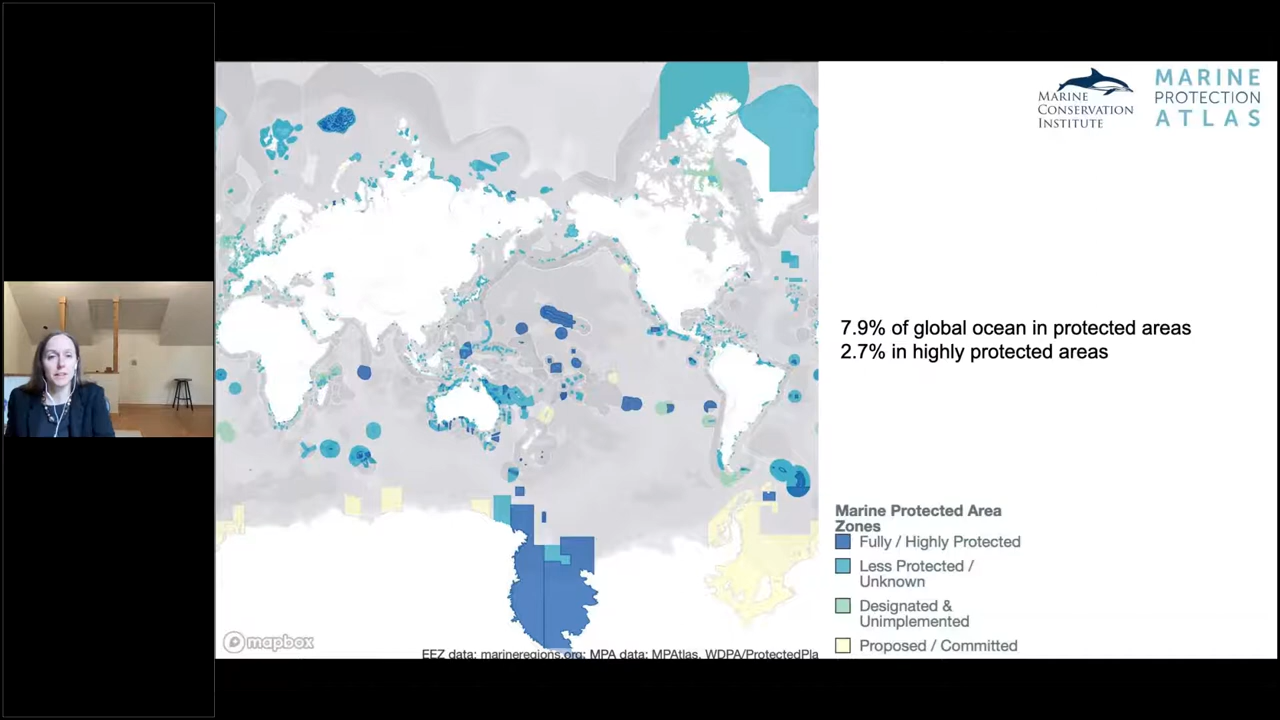 MARINE
CONSERVATION
INSTITUTE
MARINE
PROTECTION
ATLAS
7.9% of global ocean in protected areas
2.7% in highly protected areas
Marine Protected Area
Zones
Fully / Highly Protected
Less Protected /
Unknown
Designated &
Unimplemented
Proposed / Committed
mapbox
EEZ data: marineregions.org; MPA data: MPAtlas, WDPA/ProtectedPla